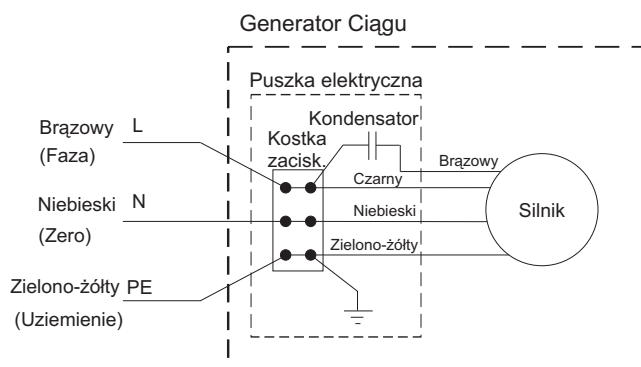 Generator Ciągu
Puszka elektryczna
Kondensator
Kostka
zacisk.
Brązowy L
(Faza)
Brązowy
Czarny
Niebieski N
(Zero)
Niebieski
Silnik
Zielono-żółty
Zielono-żółty PE
(Uziemienie)